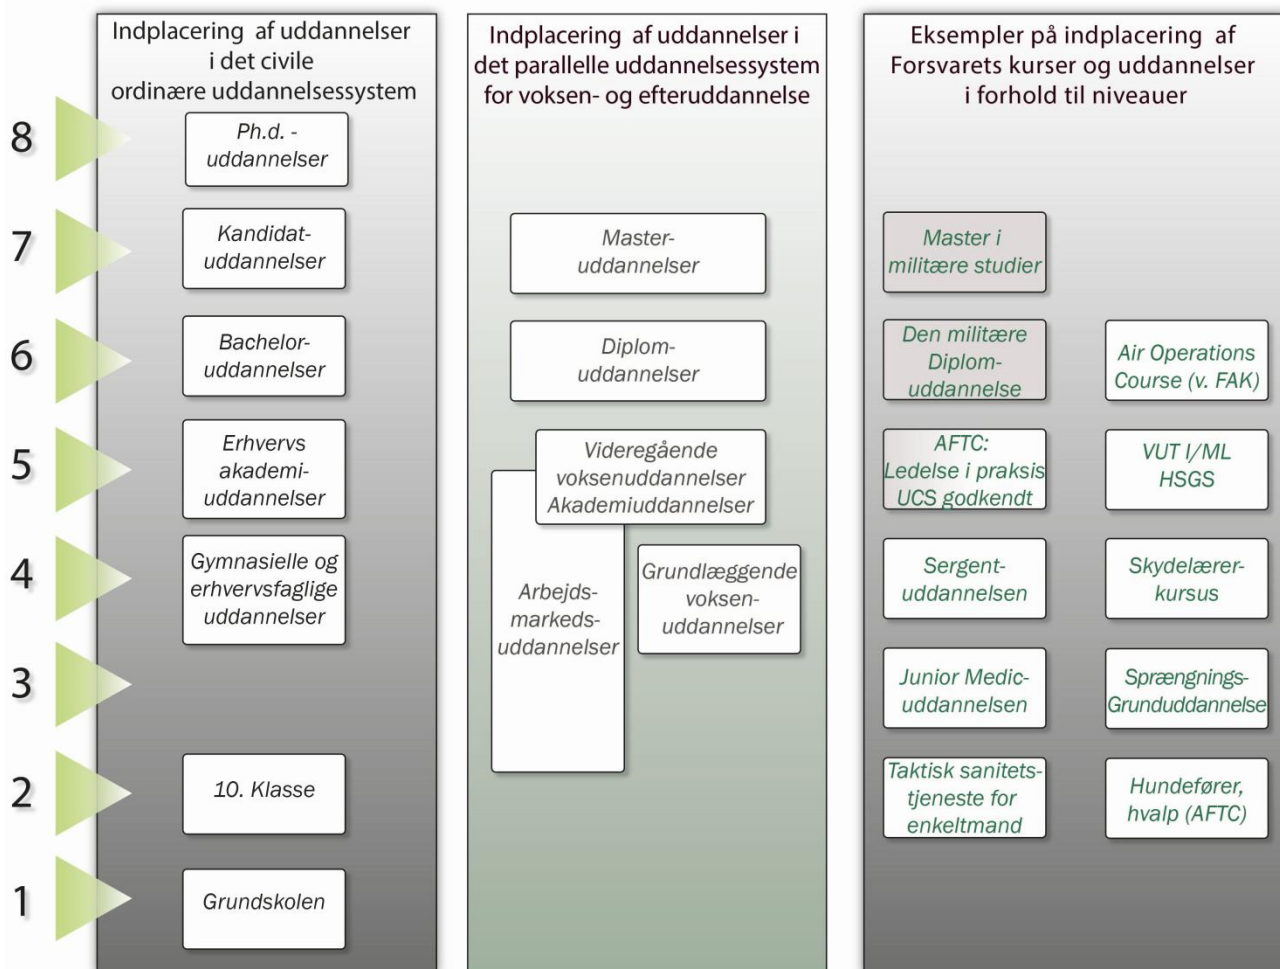 Indplacering af uddannelser
i det civile
ordinære uddannelsessystem
Indplacering af uddannelser i
det parallelle uddannelsessystem
for voksen- og efteruddannelse
Eksempler på indplacering af
Forsvarets kurser og uddannelser
i forhold til niveauer
8
Ph.d. -
uddannelser
7
Kandidat-
uddannelser
Master-
uddannelser
Master i
militære studier
6
Bachelor-
uddannelser
Diplom-
uddannelser
Den militære
Diplom-
uddannelse
Air Operations
Course (v. FAK)
5
Erhvervs
akademi-
uddannelser
Videregående
voksenuddannelser
Akademiuddannelser
AFTC:
Ledelse i praksis
UCS godkendt
VUT I/ML
HSGS
4
Gymnasielle og
erhvervsfaglige
uddannelser
Arbejds-
markeds-
uddannelser
Grundlæggende
voksen-
uddannelser
Sergent-
uddannelsen
Skydelærer-
kursus
3
Junior Medic-
uddannelsen
Sprængnings-
Grunduddannelse
2
10. Klasse
Taktisk sanitets-
tjeneste for
enkeltmand
Hundefører,
hvalp (AFTC)
1
Grundskolen